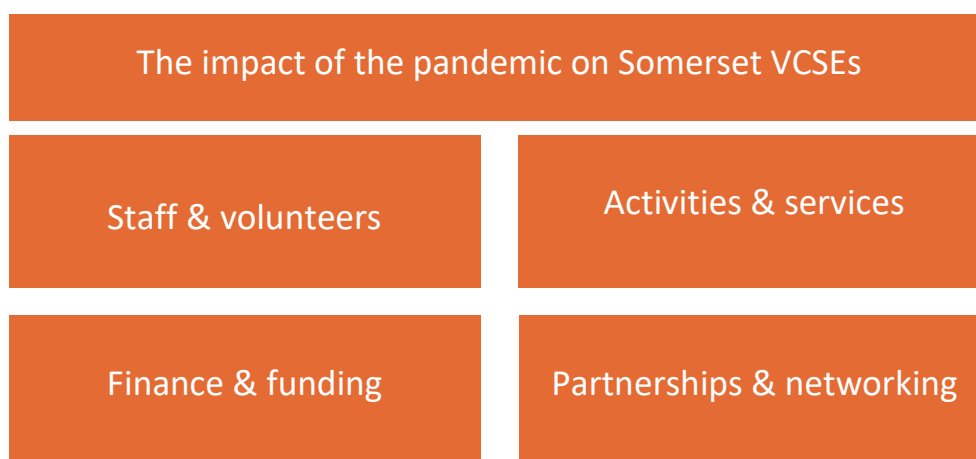 The impact of the pandemic on Somerset VCSEs
Staff & volunteers
Activities & services
Finance & funding
Partnerships & networking